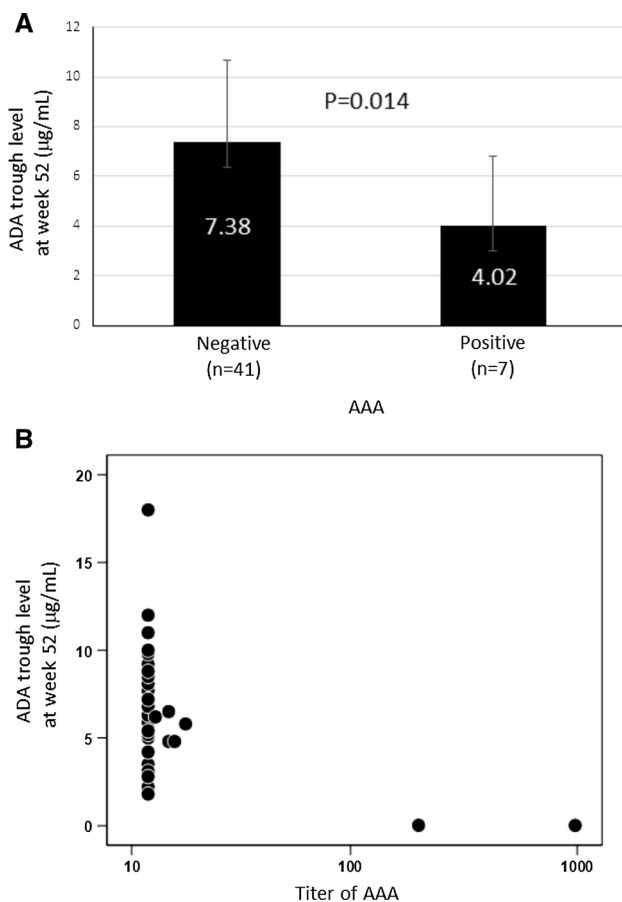 A
12
10
8
6
4
2
0
ADA trough level
at week 52 (μg/mL)
P=0.014
7.38
4.02
Negative
(n=41)
Positive
(n=7)
AAA
B
20
15
10
5
0
ADA trough level
at week 52 (μg/mL)
10
100
1000
Titer of AAA